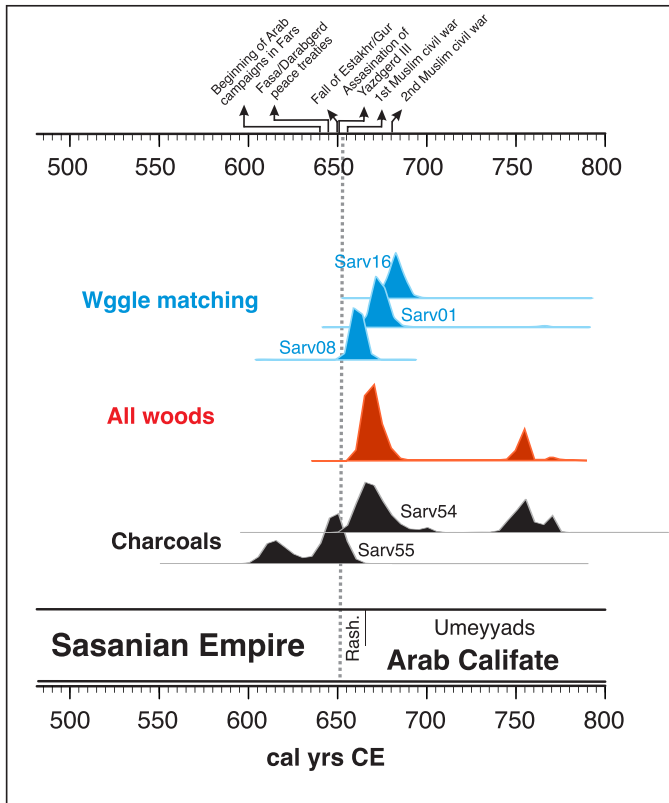 Beginning of Arab
campaigns in Fars
Fasa/Darabgerd
peace treaties
Fall of Estakhr/Gur
Assasination of
Yazdgerd III
1st Muslim civil war
2nd Muslim civil war
500 550 600 650 700 750 800
Sarv16
Wggle matching
Sarv01
Sarv08
All woods
Sarv54
Charcoals
Sarv55
Sasanian Empire
Rash.
Umeyyads
Arab Califate
500 550 600 650 700 750 800
cal yrs CE